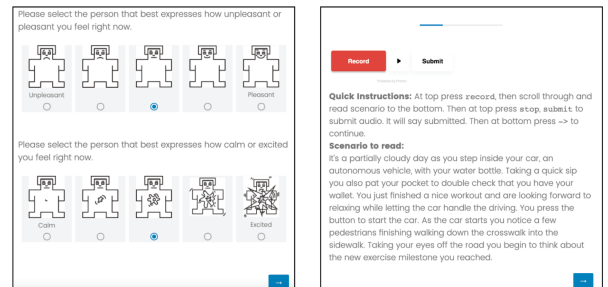 Please select the person that best expresses how unpleasant or
pleasant you feel right now.
Unpleasant
Pleasant
Please select the person that best expresses how calm or excited
you feel right now.
Calm
Excited
→
Record
Submit
Quick Instructions: At top press record, then scroll through and
read scenario to the bottom. Then at top press stop, submit to
submit audio. It will say submitted. Then at bottom press -> to
continue.
Scenario to read:
It's a partially cloudy day as you step inside your car, an
autonomous vehicle, with your water bottle. Taking a quick sip
you also pat your pocket to double check that you have your
wallet. You just finished a nice workout and are looking forward to
relaxing while letting the car handle the driving. You press the
button to start the car. As the car starts you notice a few
pedestrians finishing walking down the crosswalk into the
sidewalk. Taking your eyes off the road you begin to think about
the new exercise milestone you reached.
→